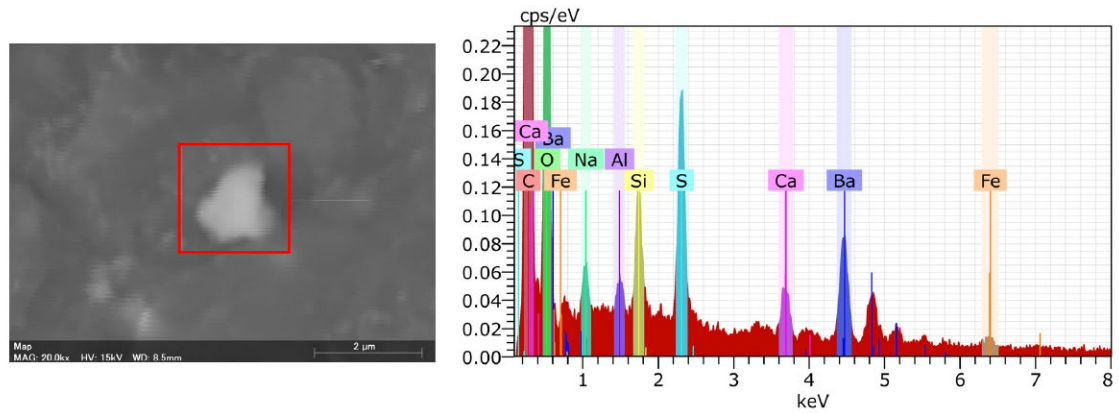 Map
MAG: 20.0kx HV: 15kV WD: 8.5mm
2 μm
cps/eV
0.22
0.20
0.18
0.16
0.14
0.12
0.10
0.08
0.06
0.04
0.02
0.00
Ca Ba
S O Na Al
C Fe Si S Ca Ba Fe
1 2 3 4 5 6 7 8
keV